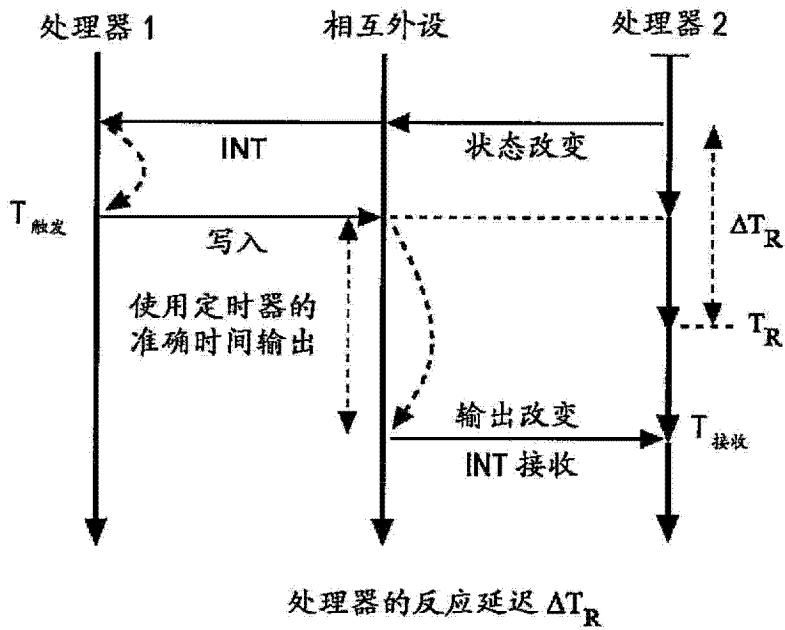 处理器 1
相互外设
处理器 2
INT
状态改变
T触发
写入
ΔTR
使用定时器的
准确时间输出
TR
输出改变
T接收
INT 接收
处理器的反应延迟 ΔTR